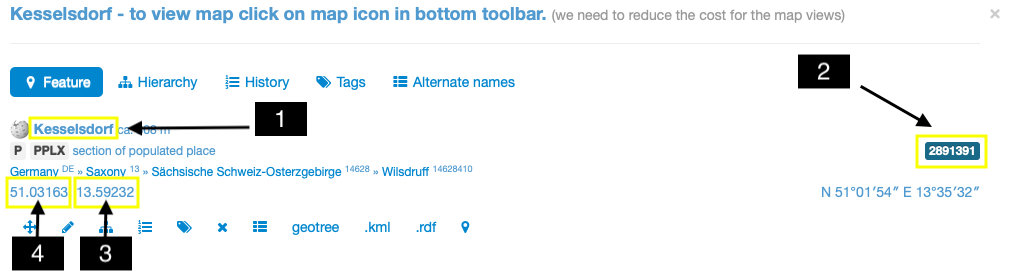 Kesselsdorf - to view map click on map icon in bottom toolbar. (we need to reduce the cost for the map views) ×
Feature Hierarchy History Tags Alternate names
2
1
Kesselsdorf ca. m
P PPLX section of populated place
2891391
Germany DE » Saxony 13 » Sächsische Schweiz-Osterzgebirge 14628 » Wilsdruff 14628410
51.03163 13.59232
N 51°01′54″ E 13°35′32″
geotree .kml .rdf
4
3